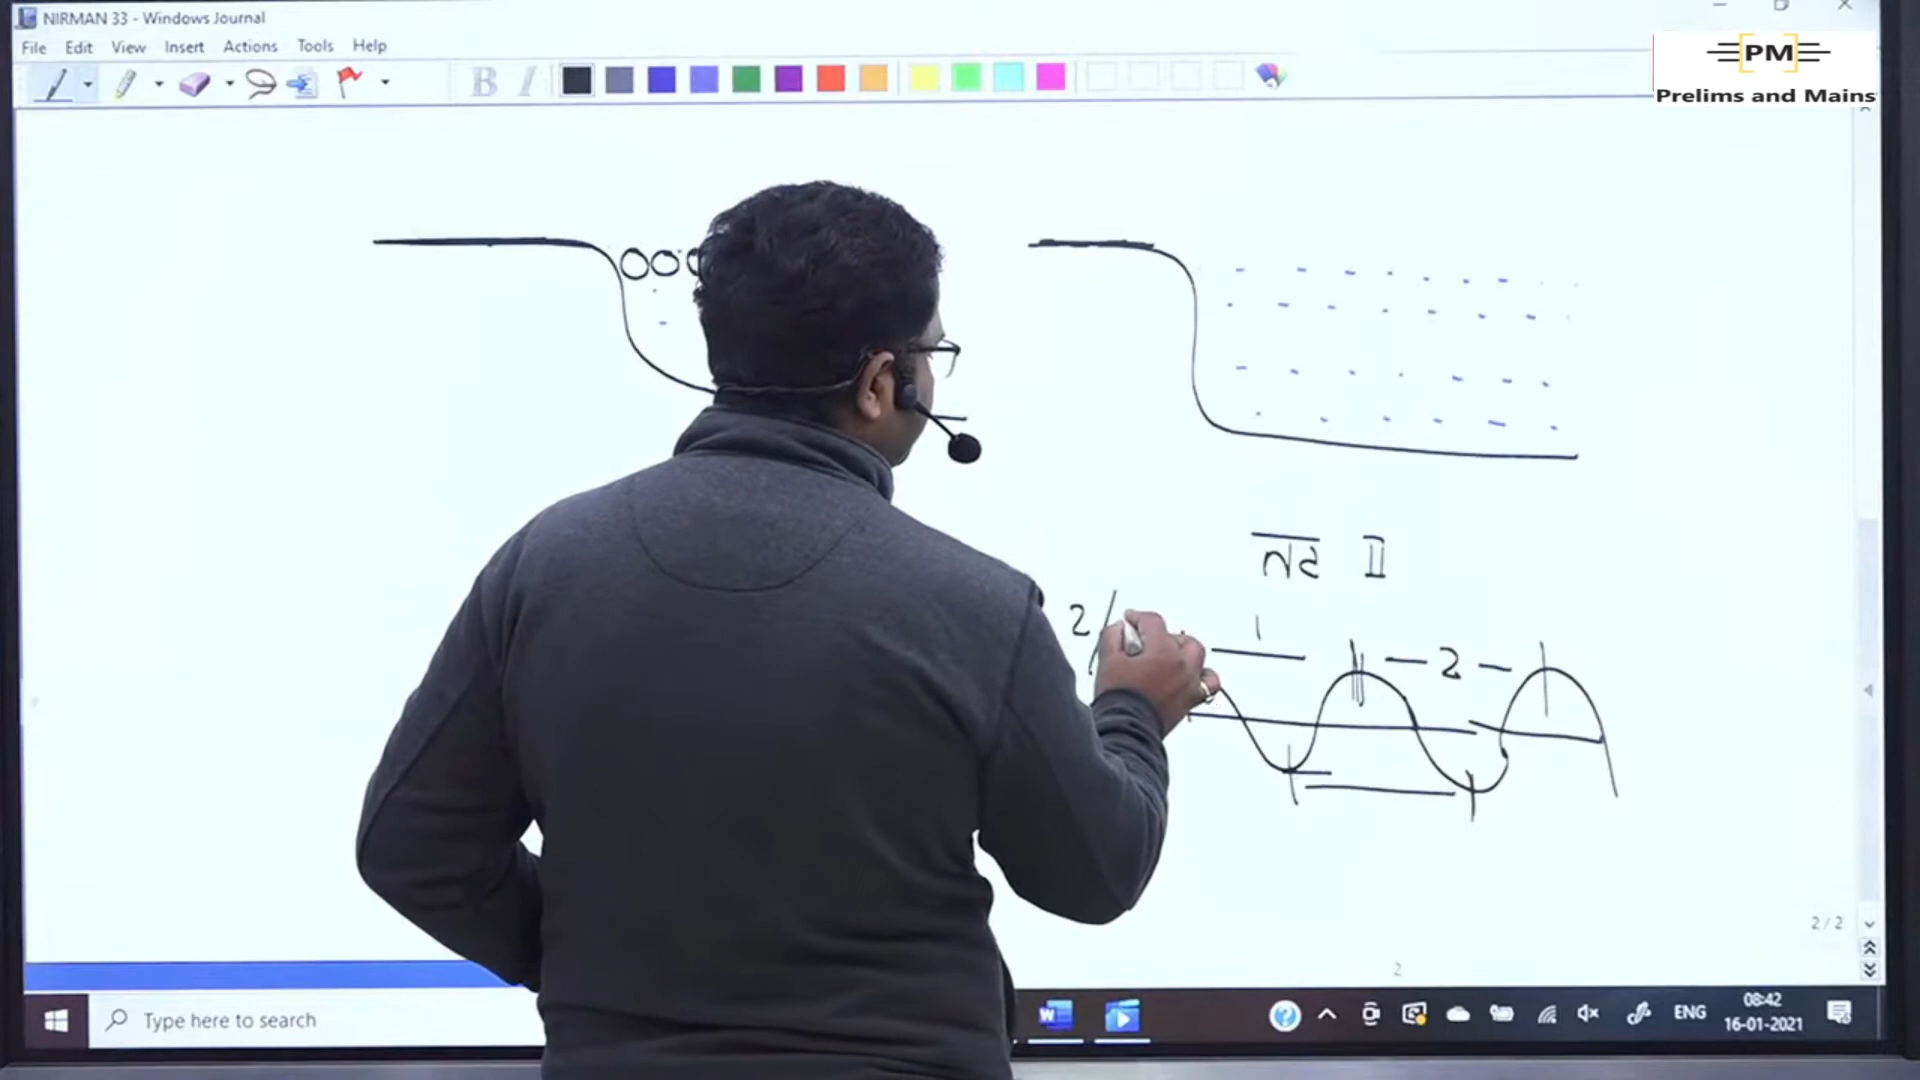 NIRMAN 33 - Windows Journal
File Edit View Insert Actions Tools Help
B I
PM
Prelims and Mains
तट II
2/
1
2
2 / 2
2
Type here to search
W
ENG
08:42
16-01-2021